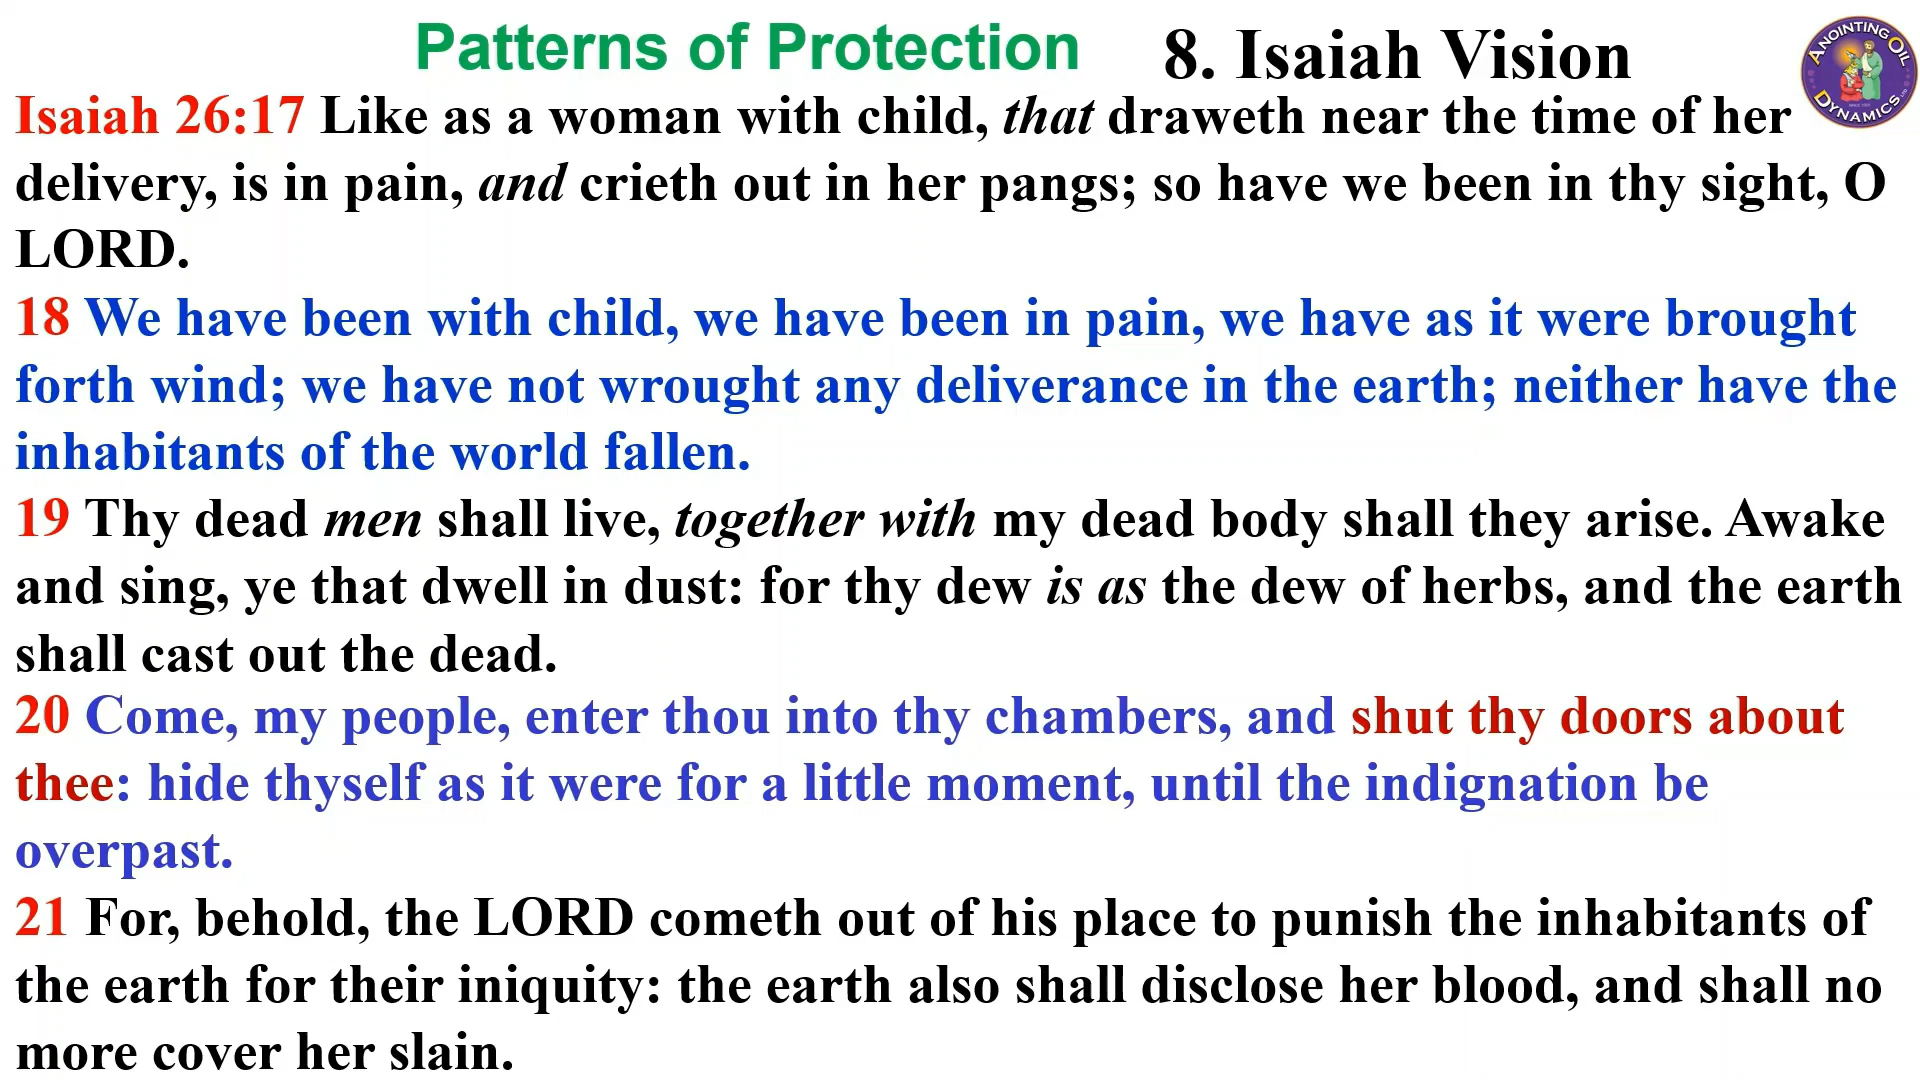 Patterns of Protection 8. Isaiah Vision
ANOINTING OIL
DYNAMICS
Isaiah 26:17 Like as a woman with child, that draweth near the time of her
delivery, is in pain, and crieth out in her pangs; so have we been in thy sight, O
LORD.
18 We have been with child, we have been in pain, we have as it were brought
forth wind; we have not wrought any deliverance in the earth; neither have the
inhabitants of the world fallen.
19 Thy dead men shall live, together with my dead body shall they arise. Awake
and sing, ye that dwell in dust: for thy dew is as the dew of herbs, and the earth
shall cast out the dead.
20 Come, my people, enter thou into thy chambers, and shut thy doors about
thee: hide thyself as it were for a little moment, until the indignation be
overpast.
21 For, behold, the LORD cometh out of his place to punish the inhabitants of
the earth for their iniquity: the earth also shall disclose her blood, and shall no
more cover her slain.